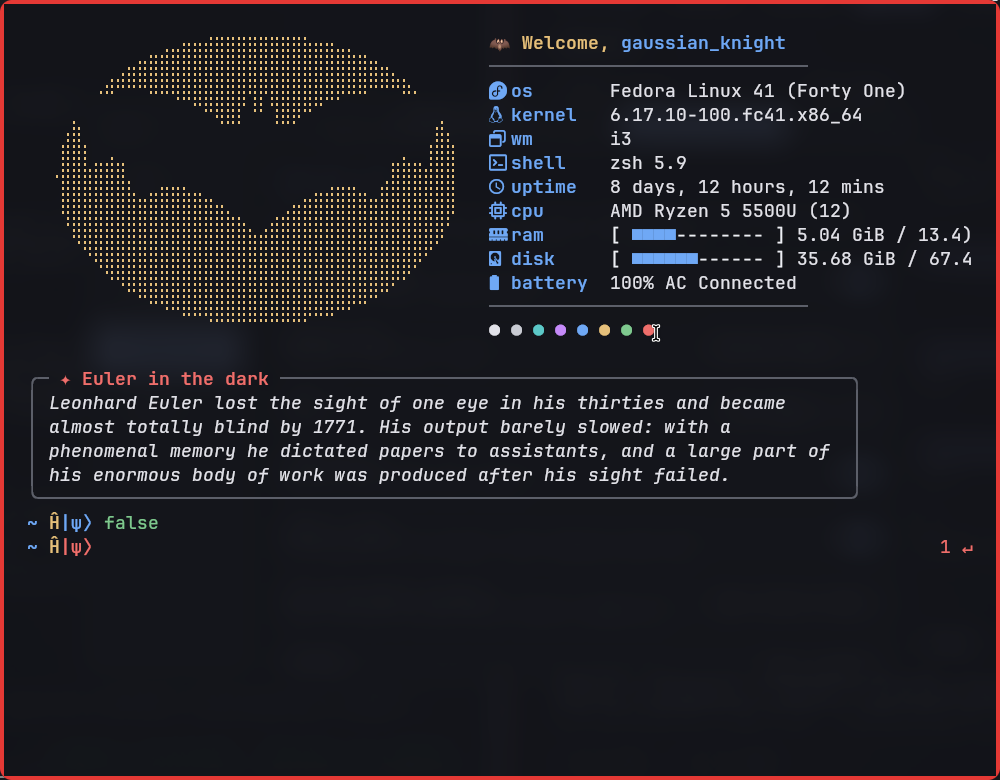 Welcome, gaussian_knight
os Fedora Linux 41 (Forty One)
kernel 6.17.10-100.fc41.x86_64
wm i3
shell zsh 5.9
uptime 8 days, 12 hours, 12 mins
cpu AMD Ryzen 5 5500U (12)
ram [ ■■■■-------- ] 5.04 GiB / 13.4)
disk [ ■■■■■■------ ] 35.68 GiB / 67.4
battery 100% AC Connected
✦ Euler in the dark
Leonhard Euler lost the sight of one eye in his thirties and became
almost totally blind by 1771. His output barely slowed: with a
phenomenal memory he dictated papers to assistants, and a large part of
his enormous body of work was produced after his sight failed.
~ Ĥ|ψ⟩ false
~ Ĥ|ψ⟩ 1 ↵